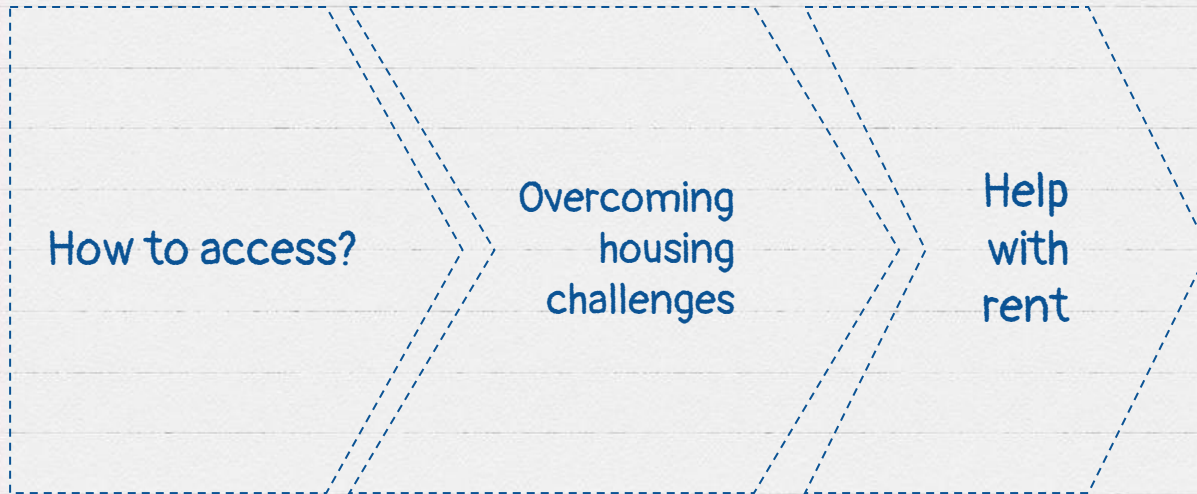 How to access?
Overcoming
housing
challenges
Help
with
rent